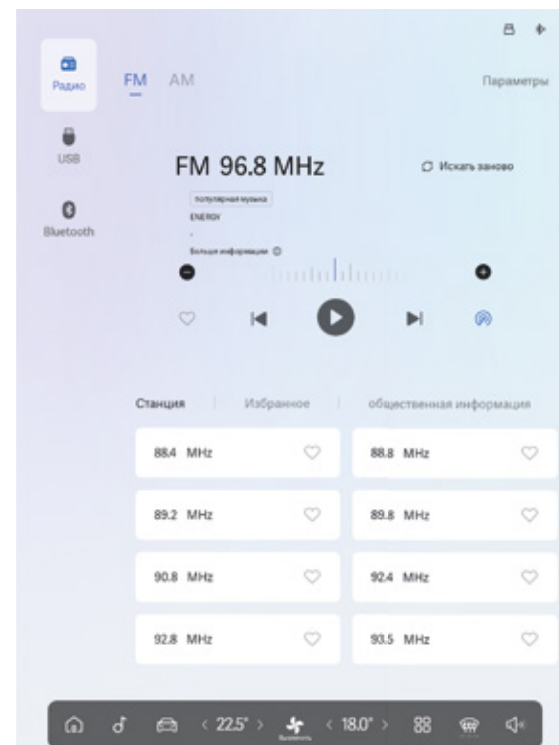 Радио
FM AM
Параметры
USB
FM 96.8 MHz
Искать заново
популярная музыка
ENERGY
Bluetooth
-
Больше информации
Станция Избранное общественная информация
88.4 MHz 88.8 MHz
89.2 MHz 89.8 MHz
90.8 MHz 92.4 MHz
92.8 MHz 93.5 MHz
< 22.5° > < 18.0° >
Выключить